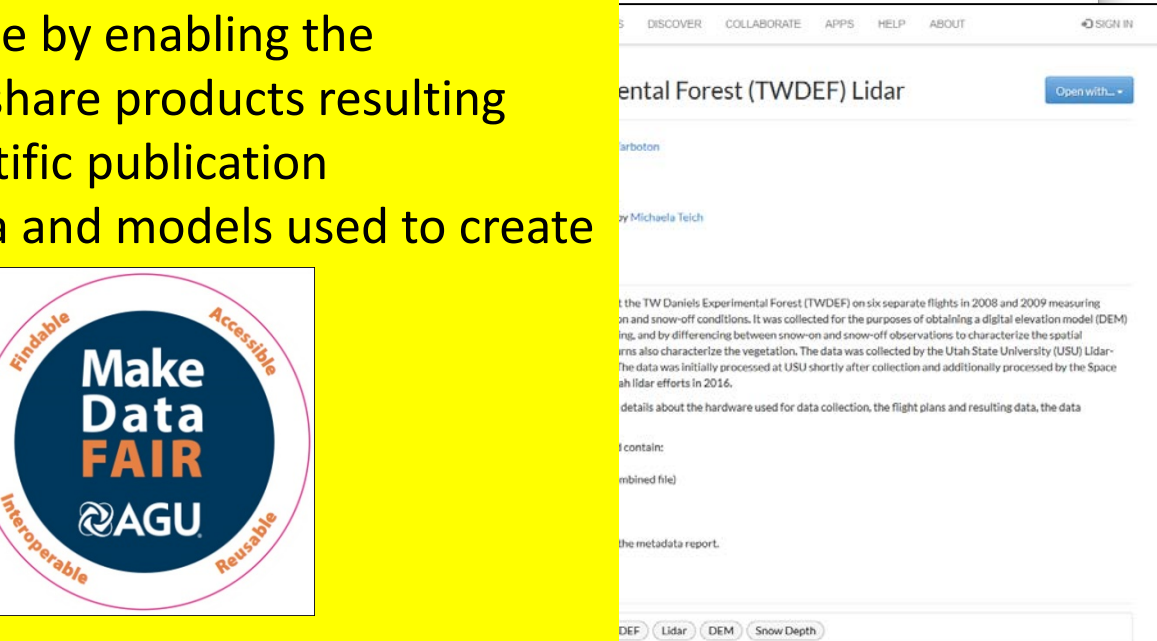 e by enabling the
share products resulting
tific publication
a and models used to create
Findable
Accessible
Make
Data
FAIR
AGU
Interoperable
Reusable
S DISCOVER COLLABORATE APPS HELP ABOUT SIGN IN
ental Forest (TWDEF) Lidar
Open with...
arboton
by Michaela Teich
t the TW Daniels Experimental Forest (TWDEF) on six separate flights in 2008 and 2009 measuring
on and snow-off conditions. It was collected for the purposes of obtaining a digital elevation model (DEM)
ing, and by differencing between snow-on and snow-off observations to characterize the spatial
rns also characterize the vegetation. The data was collected by the Utah State University (USU) Lidar-
The data was initially processed at USU shortly after collection and additionally processed by the Space
ah lidar efforts in 2016.
details about the hardware used for data collection, the flight plans and resulting data, the data
l contain:
mbined file)
the metadata report.
DEF Lidar DEM Snow Depth